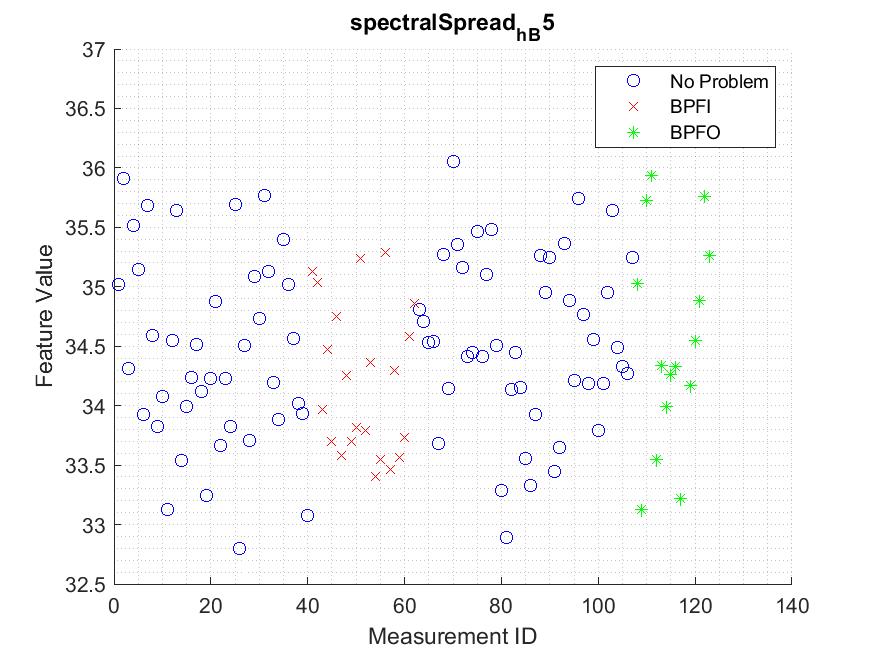 spectralSpread_hB5
No Problem
BPFI
BPFO
Feature Value
37
36.5
36
35.5
35
34.5
34
33.5
33
32.5
0 20 40 60 80 100 120 140
Measurement ID